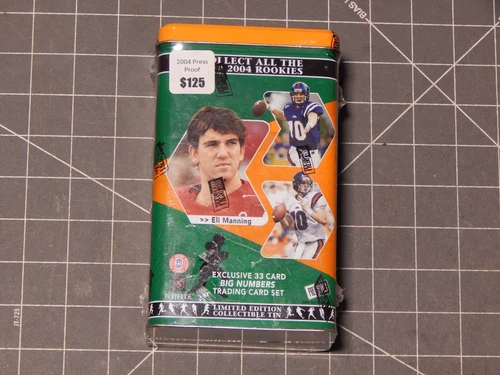 2004 Press
Proof
$125
LLECT ALL THE
2004 ROOKIES
10
>> Eli Manning
10
EXCLUSIVE 33 CARD
BIG NUMBERS
TRADING CARD SET
LIMITED EDITION
COLLECTIBLE TIN
BIAS